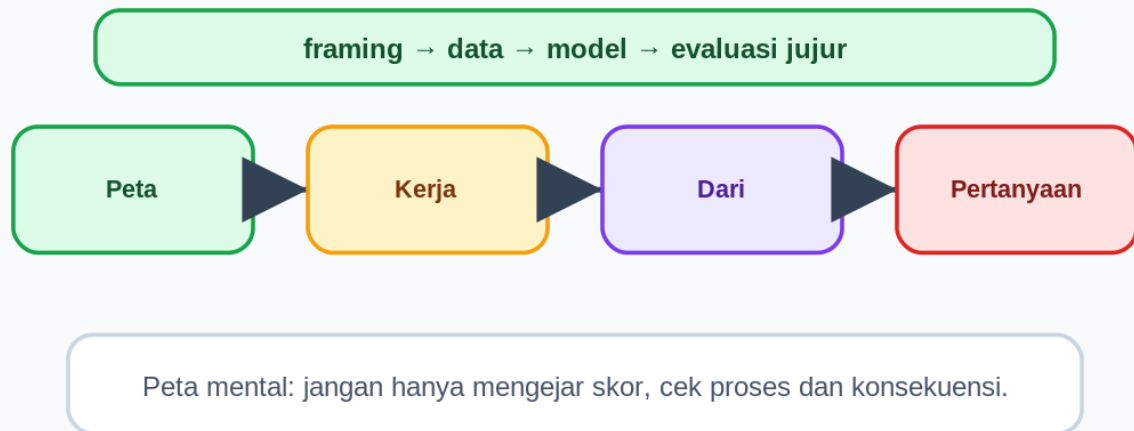 framing → data → model → evaluasi jujur
Peta
Kerja
Dari
Pertanyaan
Peta mental: jangan hanya mengejar skor, cek proses dan konsekuensi.